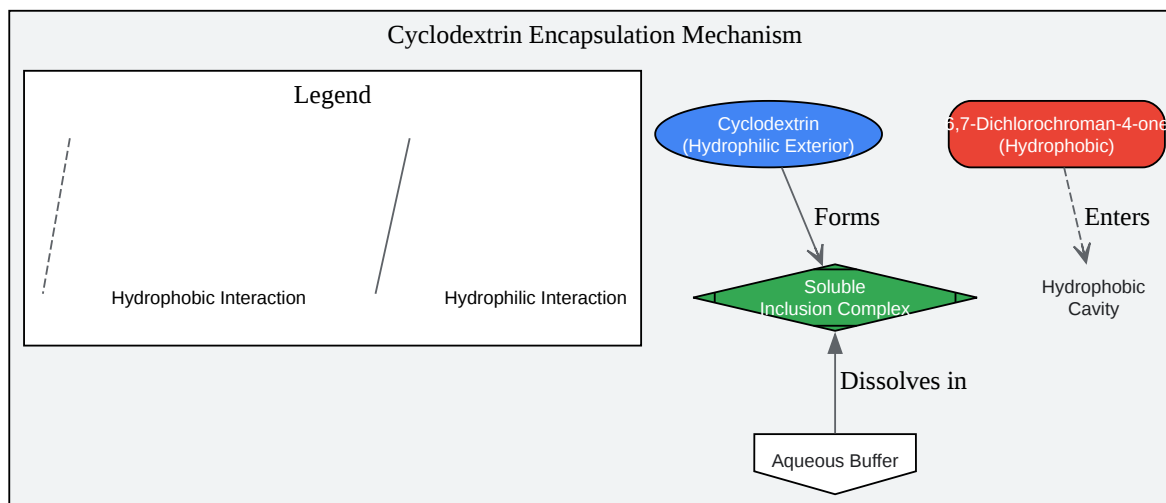 Cyclodextrin Encapsulation Mechanism
Legend
Hydrophobic Interaction
Hydrophilic Interaction
Cyclodextrin
(Hydrophilic Exterior)
6,7-Dichlorochroman-4-one
(Hydrophobic)
Forms
Enters
Soluble
Inclusion Complex
Hydrophobic
Cavity
Dissolves in
Aqueous Buffer